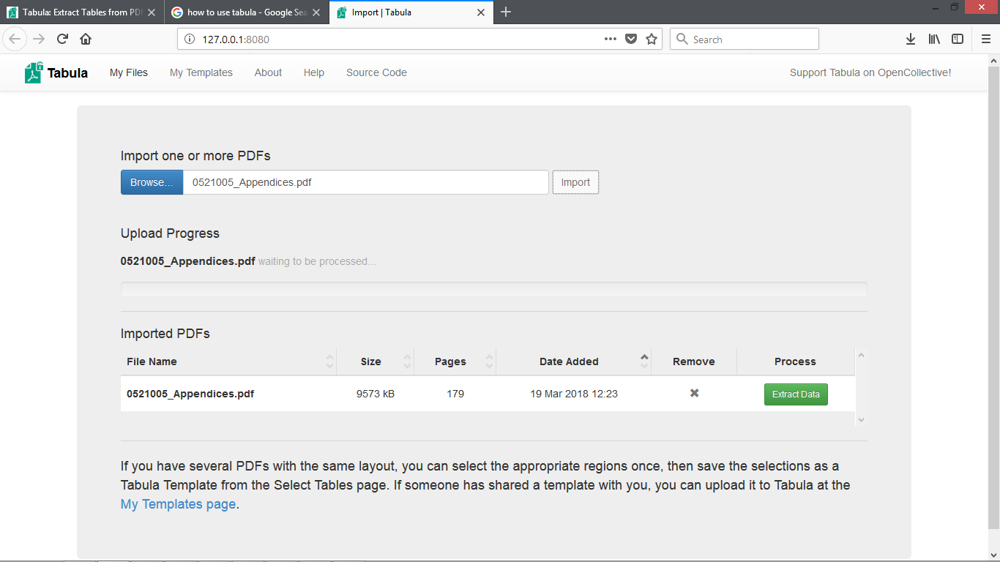 Tabula: Extract Tables from PDF
how to use tabula - Google Sea
Import | Tabula
127.0.0.1:8080
Search
Tabula
My Files
My Templates
About
Help
Source Code
Support Tabula on OpenCollective!
Import one or more PDFs
Browse...
0521005_Appendices.pdf
Import
Upload Progress
0521005_Appendices.pdf waiting to be processed...
Imported PDFs
File Name Size Pages Date Added Remove Process
0521005_Appendices.pdf 9573 kB 179 19 Mar 2018 12:23 Extract Data
If you have several PDFs with the same layout, you can select the appropriate regions once, then save the selections as a
Tabula Template from the Select Tables page. If someone has shared a template with you, you can upload it to Tabula at the
My Templates page.